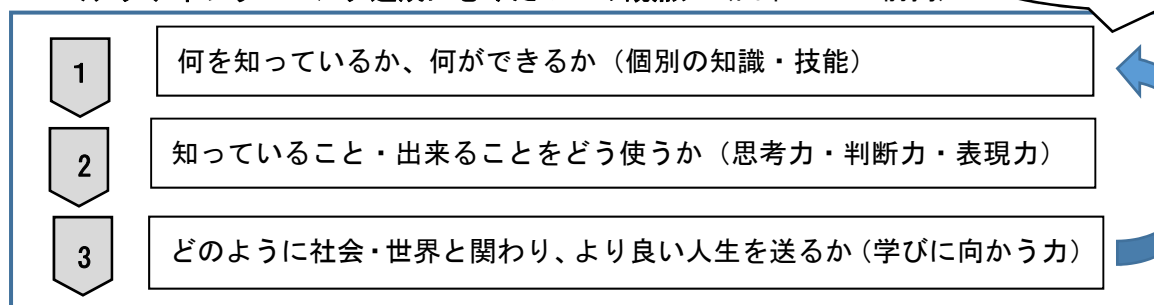 1
何を知っているか、何ができるか（個別の知識・技能）
2
知っていること・出来ることをどう使うか（思考力・判断力・表現力）
3
どのように社会・世界と関わり、より良い人生を送るか（学びに向かう力）